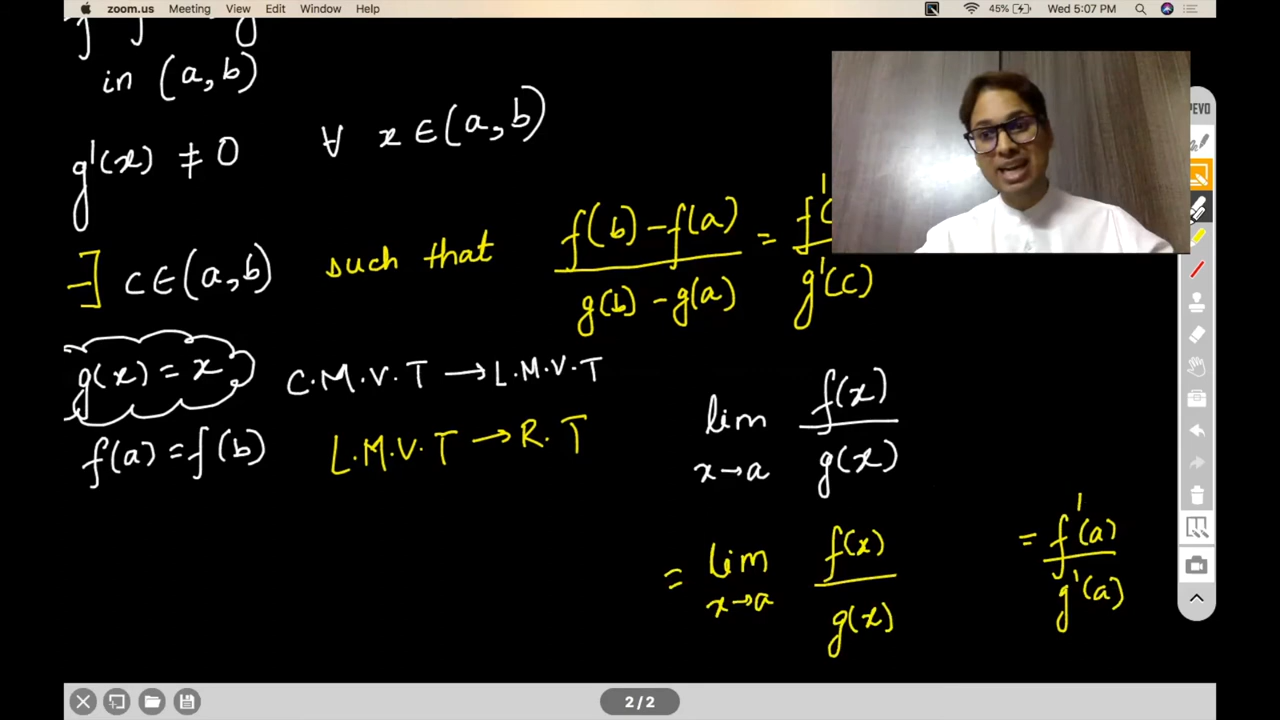 zoom.us Meeting View Edit Window Help 45% Wed 5:07 PM
in (a, b)
g'(x) ≠ 0 ∀ x ∈ (a, b)
∃ c ∈ (a, b) such that f(b) - f(a) / g(b) - g(a) = f'( / g'(c)
g(x) = x C.M.V.T → L.M.V.T
f(a) = f(b) L.M.V.T → R.T
lim x→a f(x) / g(x)
= lim x→a f(x) / g(x) = f'(a) / g'(a)
2/2